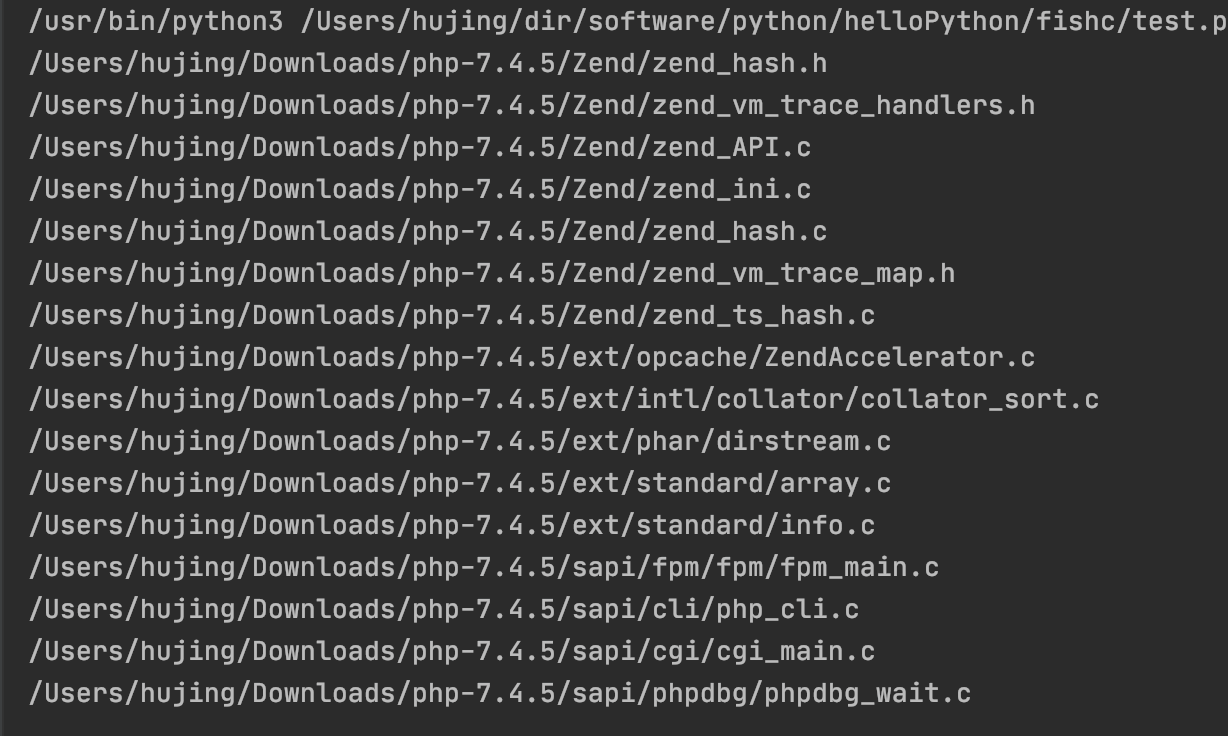 /usr/bin/python3 /Users/hujing/dir/software/python/helloPython/fishc/test.p
/Users/hujing/Downloads/php-7.4.5/Zend/zend_hash.h
/Users/hujing/Downloads/php-7.4.5/Zend/zend_vm_trace_handlers.h
/Users/hujing/Downloads/php-7.4.5/Zend/zend_API.c
/Users/hujing/Downloads/php-7.4.5/Zend/zend_ini.c
/Users/hujing/Downloads/php-7.4.5/Zend/zend_hash.c
/Users/hujing/Downloads/php-7.4.5/Zend/zend_vm_trace_map.h
/Users/hujing/Downloads/php-7.4.5/Zend/zend_ts_hash.c
/Users/hujing/Downloads/php-7.4.5/ext/opcache/ZendAccelerator.c
/Users/hujing/Downloads/php-7.4.5/ext/intl/collator/collator_sort.c
/Users/hujing/Downloads/php-7.4.5/ext/phar/dirstream.c
/Users/hujing/Downloads/php-7.4.5/ext/standard/array.c
/Users/hujing/Downloads/php-7.4.5/ext/standard/info.c
/Users/hujing/Downloads/php-7.4.5/sapi/fpm/fpm/fpm_main.c
/Users/hujing/Downloads/php-7.4.5/sapi/cli/php_cli.c
/Users/hujing/Downloads/php-7.4.5/sapi/cgi/cgi_main.c
/Users/hujing/Downloads/php-7.4.5/sapi/phpdbg/phpdbg_wait.c